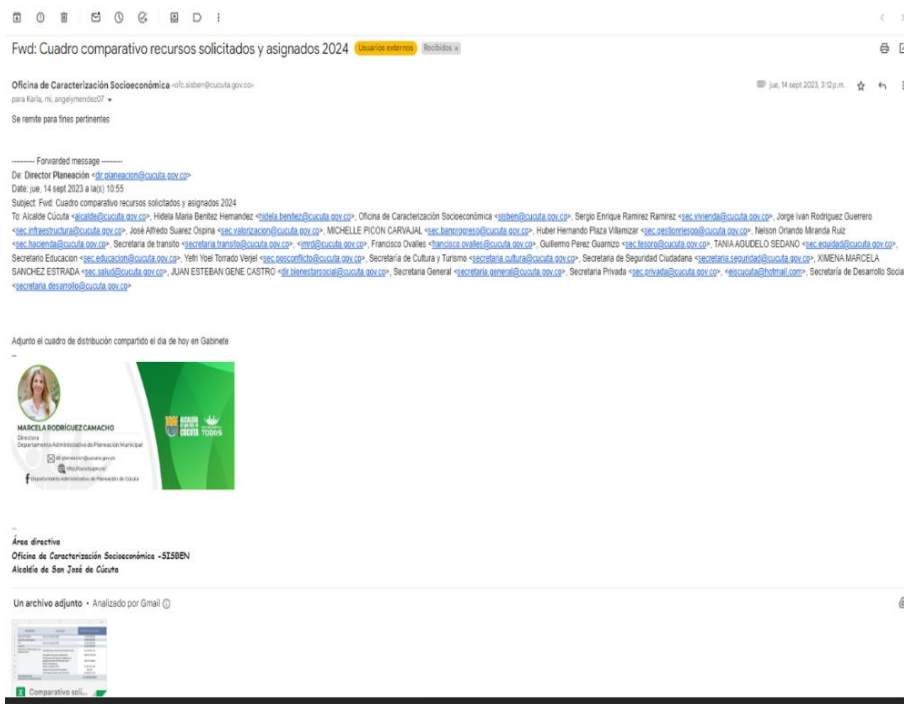 Fwd: Cuadro comparativo recursos solicitados y asignados 2024 Usuarios externos Recibidos x
Oficina de Caracterización Socioeconómica <ofc.sisben@cucuta.gov.co> jue, 14 sept 2023, 3:12 p.m.
para Karla, mí, angelymendez07
Se remite para fines pertinentes
---------- Forwarded message ---------
De: Director Planeación <dir.planeacion@cucuta.gov.co>
Date: jue, 14 sept 2023 a la(s) 10:55
Subject: Fwd: Cuadro comparativo recursos solicitados y asignados 2024
To: Alcalde Cúcuta <alcalde@cucuta.gov.co>, Hidela Maria Benitez Hernandez <hidela.benitez@cucuta.gov.co>, Oficina de Caracterización Socioeconómica <sisben@cucuta.gov.co>, Sergio Enrique Ramirez Ramirez <sec.vivienda@cucuta.gov.co>, Jorge Ivan Rodriguez Guerrero
<sec.infraestructura@cucuta.gov.co>, José Alfredo Suarez Ospina <sec.valorizacion@cucuta.gov.co>, MICHELLE PICON CARVAJAL <sec.banprogreso@cucuta.gov.co>, Huber Hernando Plaza Villamizar <sec.gestionriesgo@cucuta.gov.co>, Nelson Orlando Miranda Ruiz
<sec.hacienda@cucuta.gov.co>, Secretaria de transito <secretaria.transito@cucuta.gov.co>, <imrd@cucuta.gov.co>, Francisco Ovalles <francisco.ovalles@cucuta.gov.co>, Guillermo Perez Guarnizo <sec.tesoro@cucuta.gov.co>, TANIA AGUDELO SEDANO <sec.equidad@cucuta.gov.co>,
Secretario Educacion <sec.educacion@cucuta.gov.co>, Yefri Yoel Torrado Verjel <sec.posconflicto@cucuta.gov.co>, Secretaría de Cultura y Turismo <secretaria.cultura@cucuta.gov.co>, Secretaria de Seguridad Ciudadana <secretaria.seguridad@cucuta.gov.co>, XIMENA MARCELA
SANCHEZ ESTRADA <sec.salud@cucuta.gov.co>, JUAN ESTEBAN GENE CASTRO <dir.bienestarsocial@cucuta.gov.co>, Secretaria General <secretaria.general@cucuta.gov.co>, Secretaria Privada <sec.privada@cucuta.gov.co>, <eiscucuta@hotmail.com>, Secretaría de Desarrollo Social
<secretaria.desarrollo@cucuta.gov.co>
Adjunto el cuadro de distribución compartido el dia de hoy en Gabinete
--
MARCELA RODRÍGUEZ CAMACHO
Directora
Departamento Administrativo de Planeación Municipal
Departamento Administrativo de Planeación de Cúcuta
CÚCUTA
TODOS
--
Área directiva
Oficina de Caracterización Socioeconómica -SISBEN
Alcaldía de San José de Cúcuta
Un archivo adjunto • Analizado por Gmail
Comparativo soli...